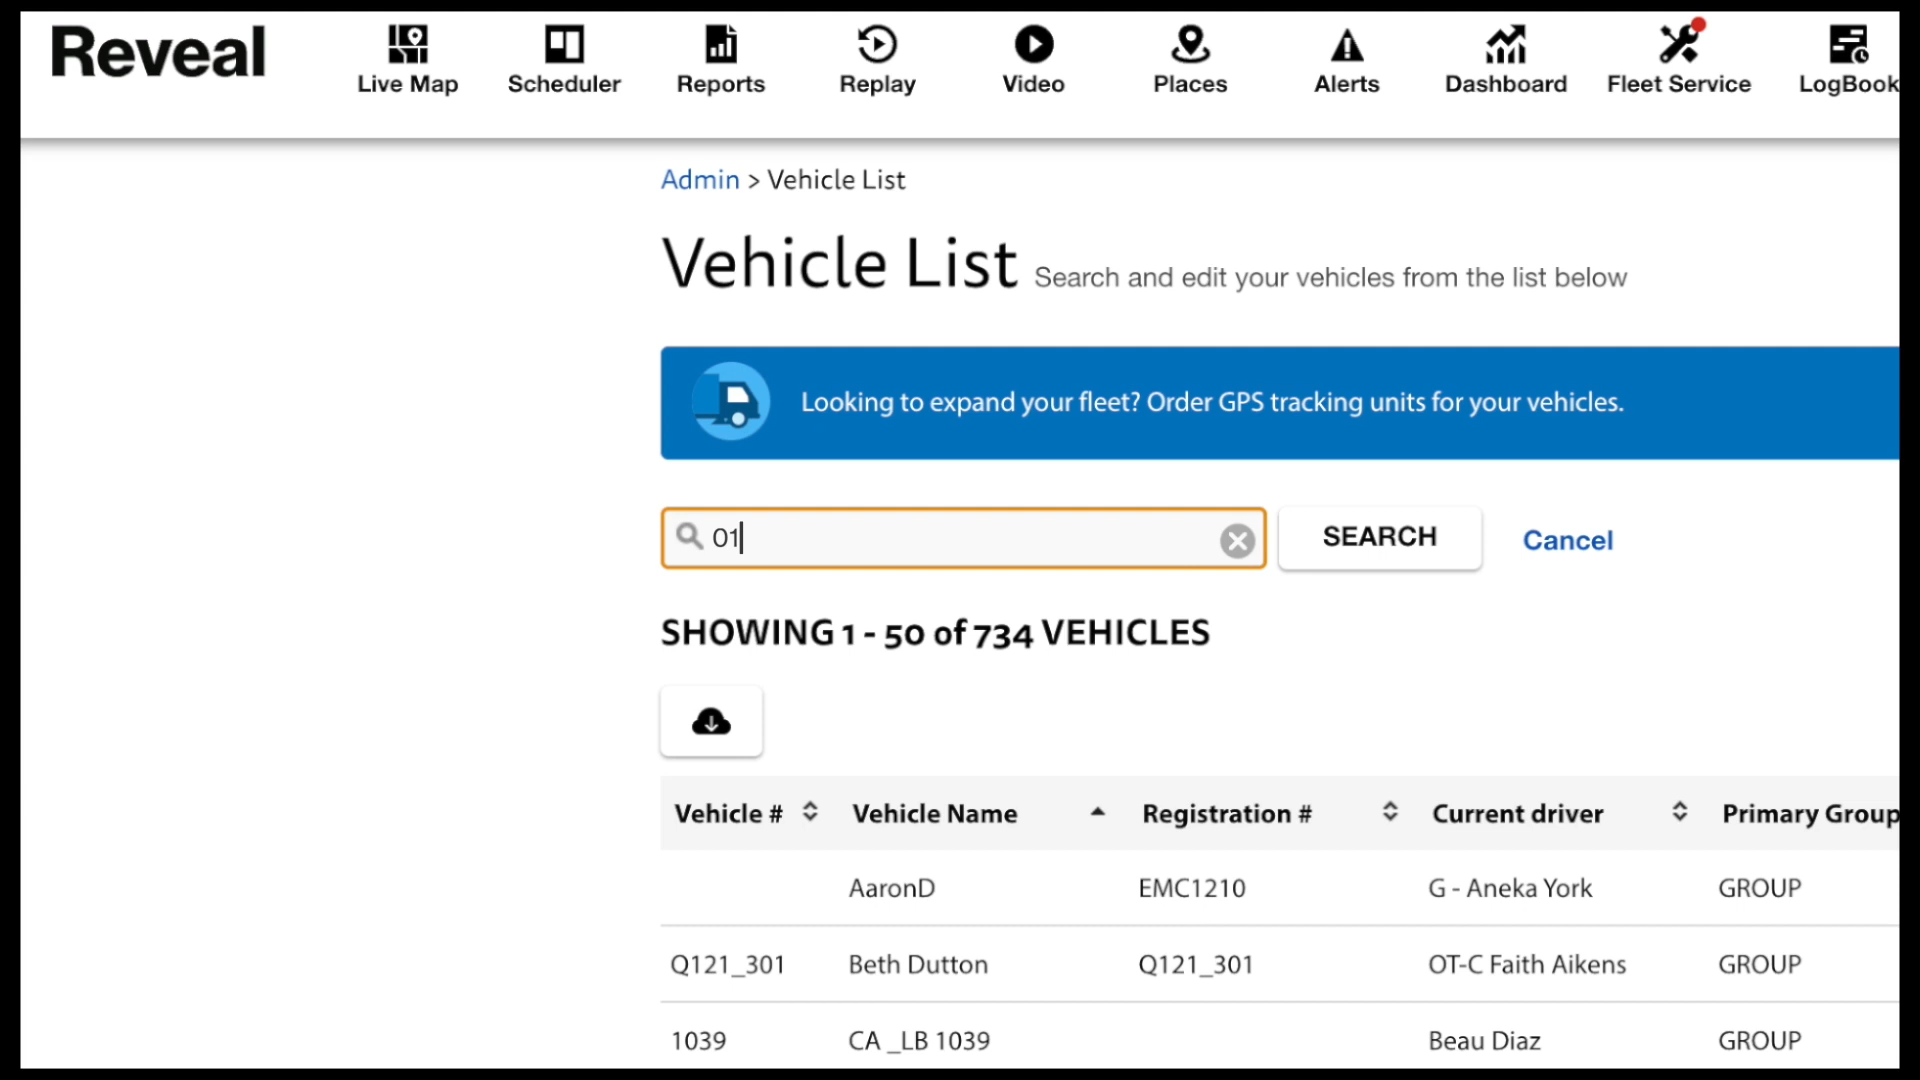 Reveal
Live Map
Scheduler
Reports
Replay
Video
Places
Alerts
Dashboard
Fleet Service
LogBook
Admin > Vehicle List
Vehicle List Search and edit your vehicles from the list below
Looking to expand your fleet? Order GPS tracking units for your vehicles.
01 SEARCH Cancel
SHOWING 1 - 50 of 734 VEHICLES
Vehicle # Vehicle Name Registration # Current driver Primary Group
AaronD EMC1210 G - Aneka York GROUP
Q121_301 Beth Dutton Q121_301 OT-C Faith Aikens GROUP
1039 CA _LB 1039 Beau Diaz GROUP